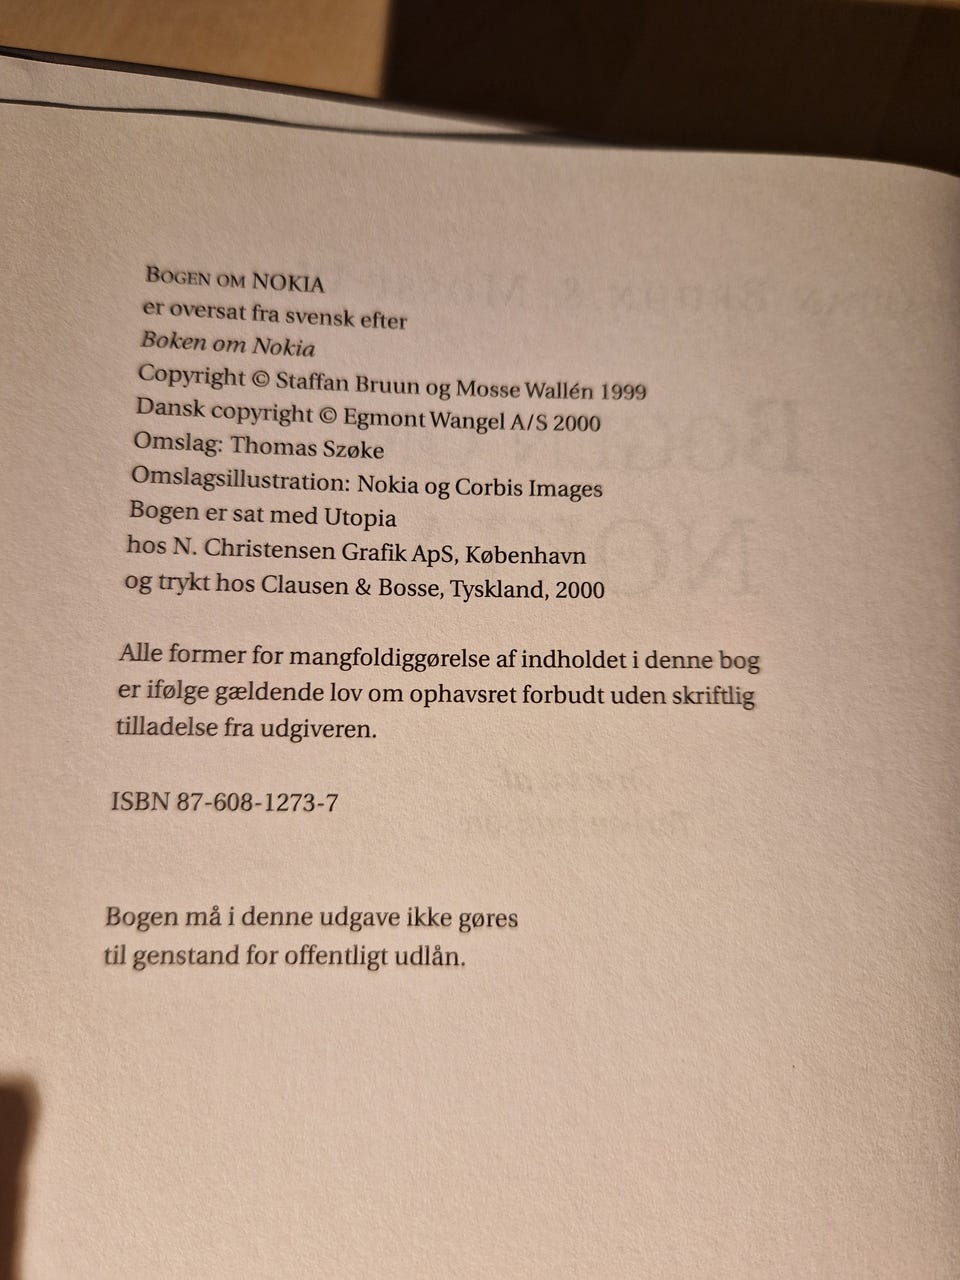 BOGEN OM NOKIA
er oversat fra svensk efter
Boken om Nokia
Copyright © Staffan Bruun og Mosse Wallén 1999
Dansk copyright © Egmont Wangel A/S 2000
Omslag: Thomas Szøke
Omslagsillustration: Nokia og Corbis Images
Bogen er sat med Utopia
hos N. Christensen Grafik ApS, København
og trykt hos Clausen & Bosse, Tyskland, 2000
Alle former for mangfoldiggørelse af indholdet i denne bog
er ifølge gældende lov om ophavsret forbudt uden skriftlig
tilladelse fra udgiveren.
ISBN 87-608-1273-7
Bogen må i denne udgave ikke gøres
til genstand for offentligt udlån.